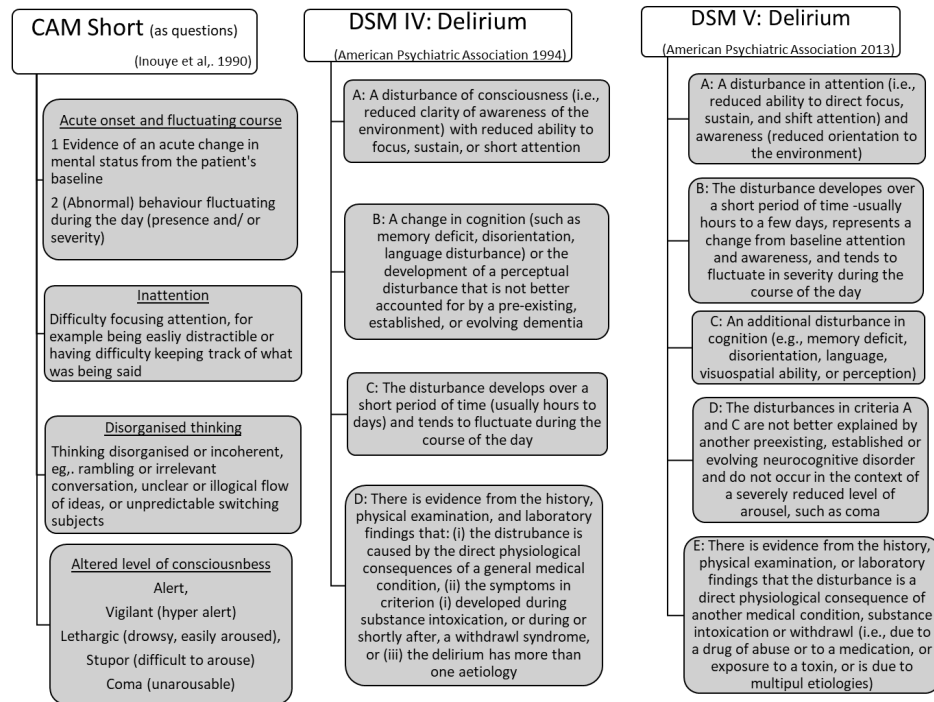 CAM Short (as questions)
(Inouye et al,. 1990)
Acute onset and fluctuating course
1 Evidence of an acute change in
mental status from the patient's
baseline
2 (Abnormal) behaviour fluctuating
during the day (presence and/ or
severity)
Inattention
Difficulty focusing attention, for
example being easliy distractible or
having difficulty keeping track of what
was being said
Disorganised thinking
Thinking disorganised or incoherent,
eg,. rambling or irrelevant
conversation, unclear or illogical flow
of ideas, or unpredictable switching
subjects
Altered level of consciousnbess
Alert,
Vigilant (hyper alert)
Lethargic (drowsy, easily aroused),
Stupor (difficult to arouse)
Coma (unarousable)
DSM IV: Delirium
(American Psychiatric Association 1994)
A: A disturbance of consciousness (i.e.,
reduced clarity of awareness of the
environment) with reduced ability to
focus, sustain, or short attention
B: A change in cognition (such as
memory deficit, disorientation,
language disturbance) or the
development of a perceptual
disturbance that is not better
accounted for by a pre-existing,
established, or evolving dementia
C: The disturbance develops over a
short period of time (usually hours to
days) and tends to fluctuate during the
course of the day
D: There is evidence from the history,
physical examination, and laboratory
findings that: (i) the distrubance is
caused by the direct physiological
consequences of a general medical
condition, (ii) the symptoms in
criterion (i) developed during
substance intoxication, or during or
shortly after, a withdrawl syndrome,
or (iii) the delirium has more than
one aetiology
DSM V: Delirium
(American Psychiatric Association 2013)
A: A disturbance in attention (i.e.,
reduced ability to direct focus,
sustain, and shift attention) and
awareness (reduced orientation to
the environment)
B: The disturbance developes over
a short period of time -usually
hours to a few days, represents a
change from baseline attention
and awareness, and tends to
fluctuate in severity during the
course of the day
C: An additional disturbance in
cognition (e.g., memory deficit,
disorientation, language,
visuospatial ability, or perception)
D: The disturbances in criteria A
and C are not better explained by
another preexisting, established or
evolving neurocognitive disorder
and do not occur in the context of
a severely reduced level of
arousel, such as coma
E: There is evidence from the history,
physical examination, or laboratory
findings that the disturbance is a
direct physiological consequence of
another medical condition, substance
intoxication or withdrawl (i.e., due to
a drug of abuse or to a medication, or
exposure to a toxin, or is due to
multipul etiologies)